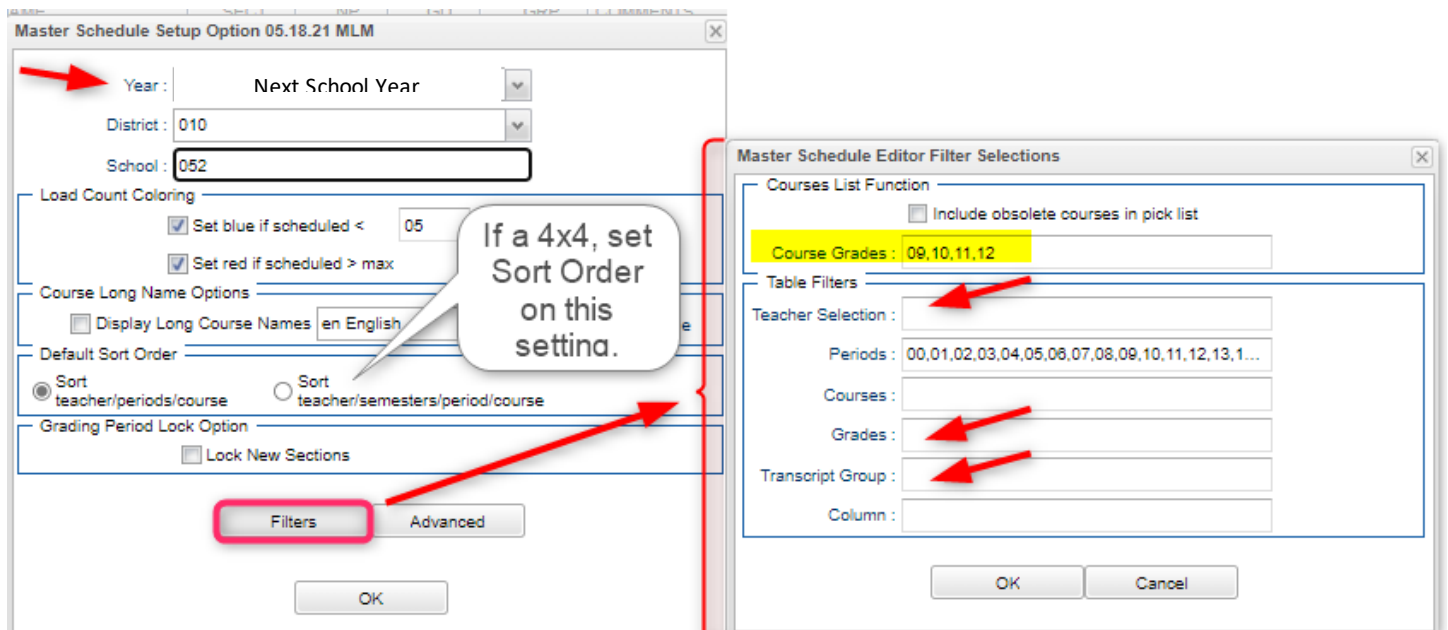 Master Schedule Setup Option 05.18.21 MLM
Year :
Next School Year
District : 010
School : 052
Load Count Coloring
Set blue if scheduled < 05
Set red if scheduled > max
Course Long Name Options
Display Long Course Names en English
Default Sort Order
Sort
teacher/periods/course
Sort
teacher/semesters/period/course
Grading Period Lock Option
Lock New Sections
Filters
Advanced
OK
If a 4x4, set
Sort Order
on this
setting.
Master Schedule Editor Filter Selections
Courses List Function
Include obsolete courses in pick list
Course Grades : 09,10,11,12
Table Filters
Teacher Selection :
Periods : 00,01,02,03,04,05,06,07,08,09,10,11,12,13,1...
Courses :
Grades :
Transcript Group :
Column :
OK
Cancel